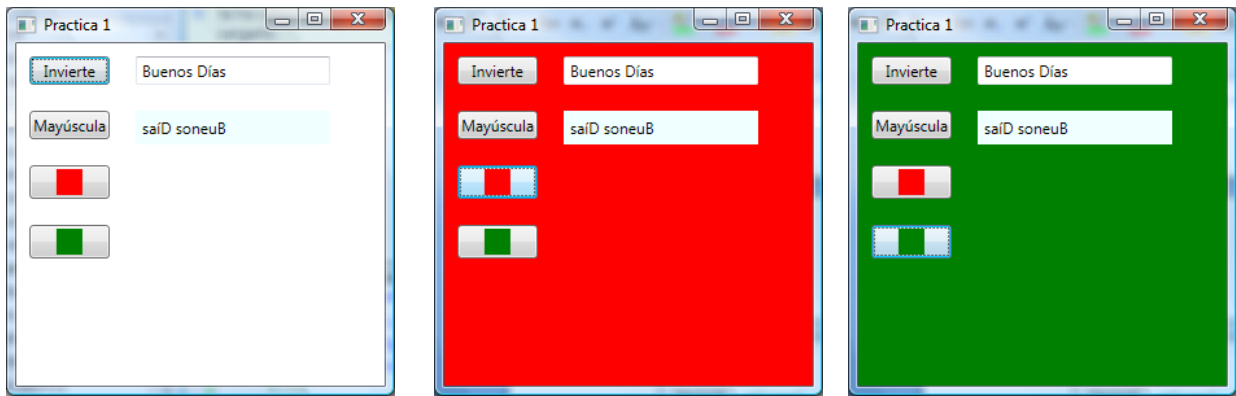 Practica 1
Invierte
Buenos Días
Mayúscula
saíD soneuB
Practica 1
Invierte
Buenos Días
Mayúscula
saíD soneuB
Practica 1
Invierte
Buenos Días
Mayúscula
saíD soneuB